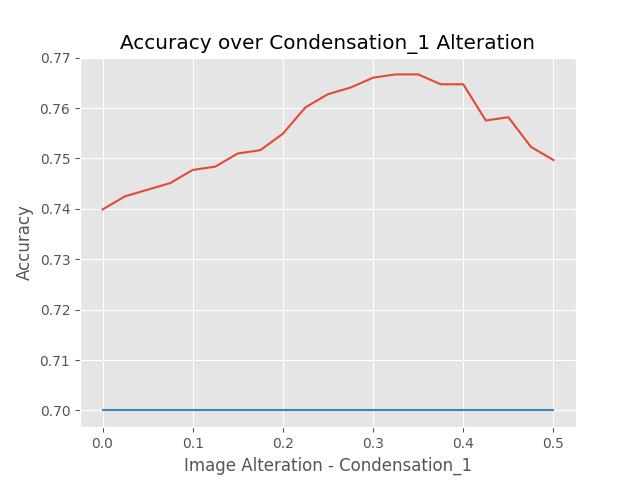 Accuracy over Condensation_1 Alteration
0.77
0.76
0.75
0.74
0.73
0.72
0.71
0.70
Accuracy
0.0 0.1 0.2 0.3 0.4 0.5
Image Alteration - Condensation_1